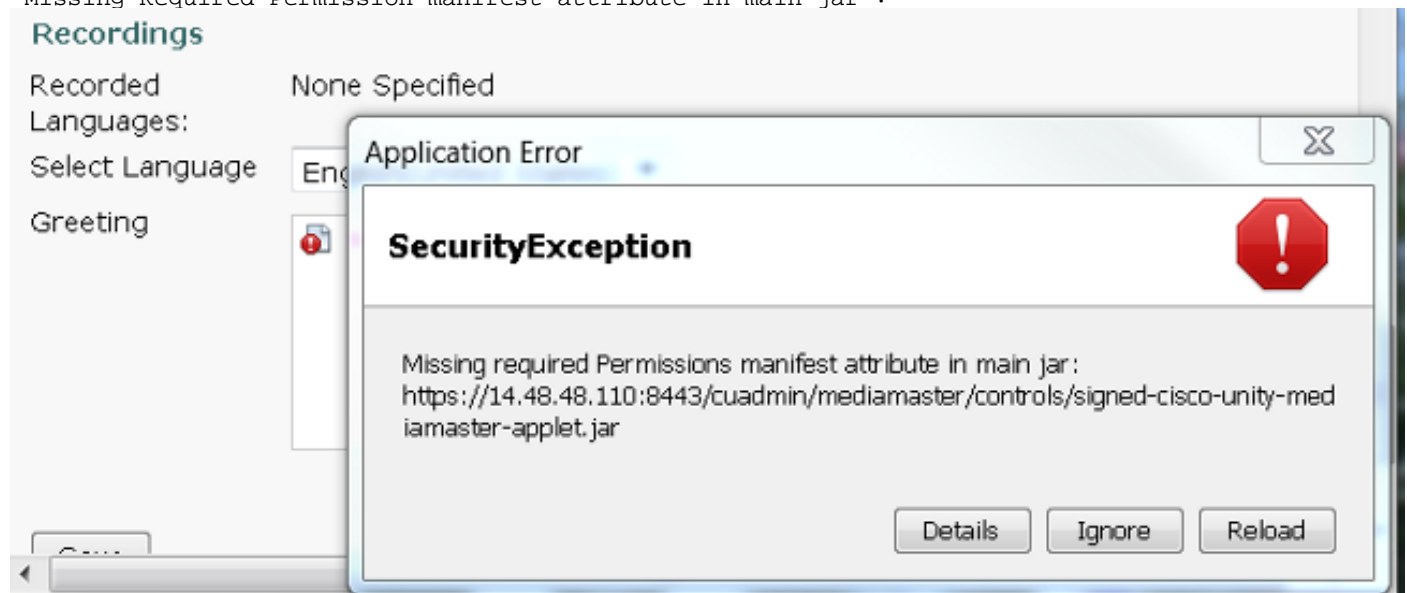 Missing Required Permission manifest attribute in main jar".
Recordings
Recorded Languages:
None Specified
Select Language
Eng
Greeting
Application Error
SecurityException
Missing required Permissions manifest attribute in main jar:
https://14.48.48.110:8443/cuadmin/mediamaster/controls/signed-cisco-unity-med
iamaster-applet.jar
Details
Ignore
Reload